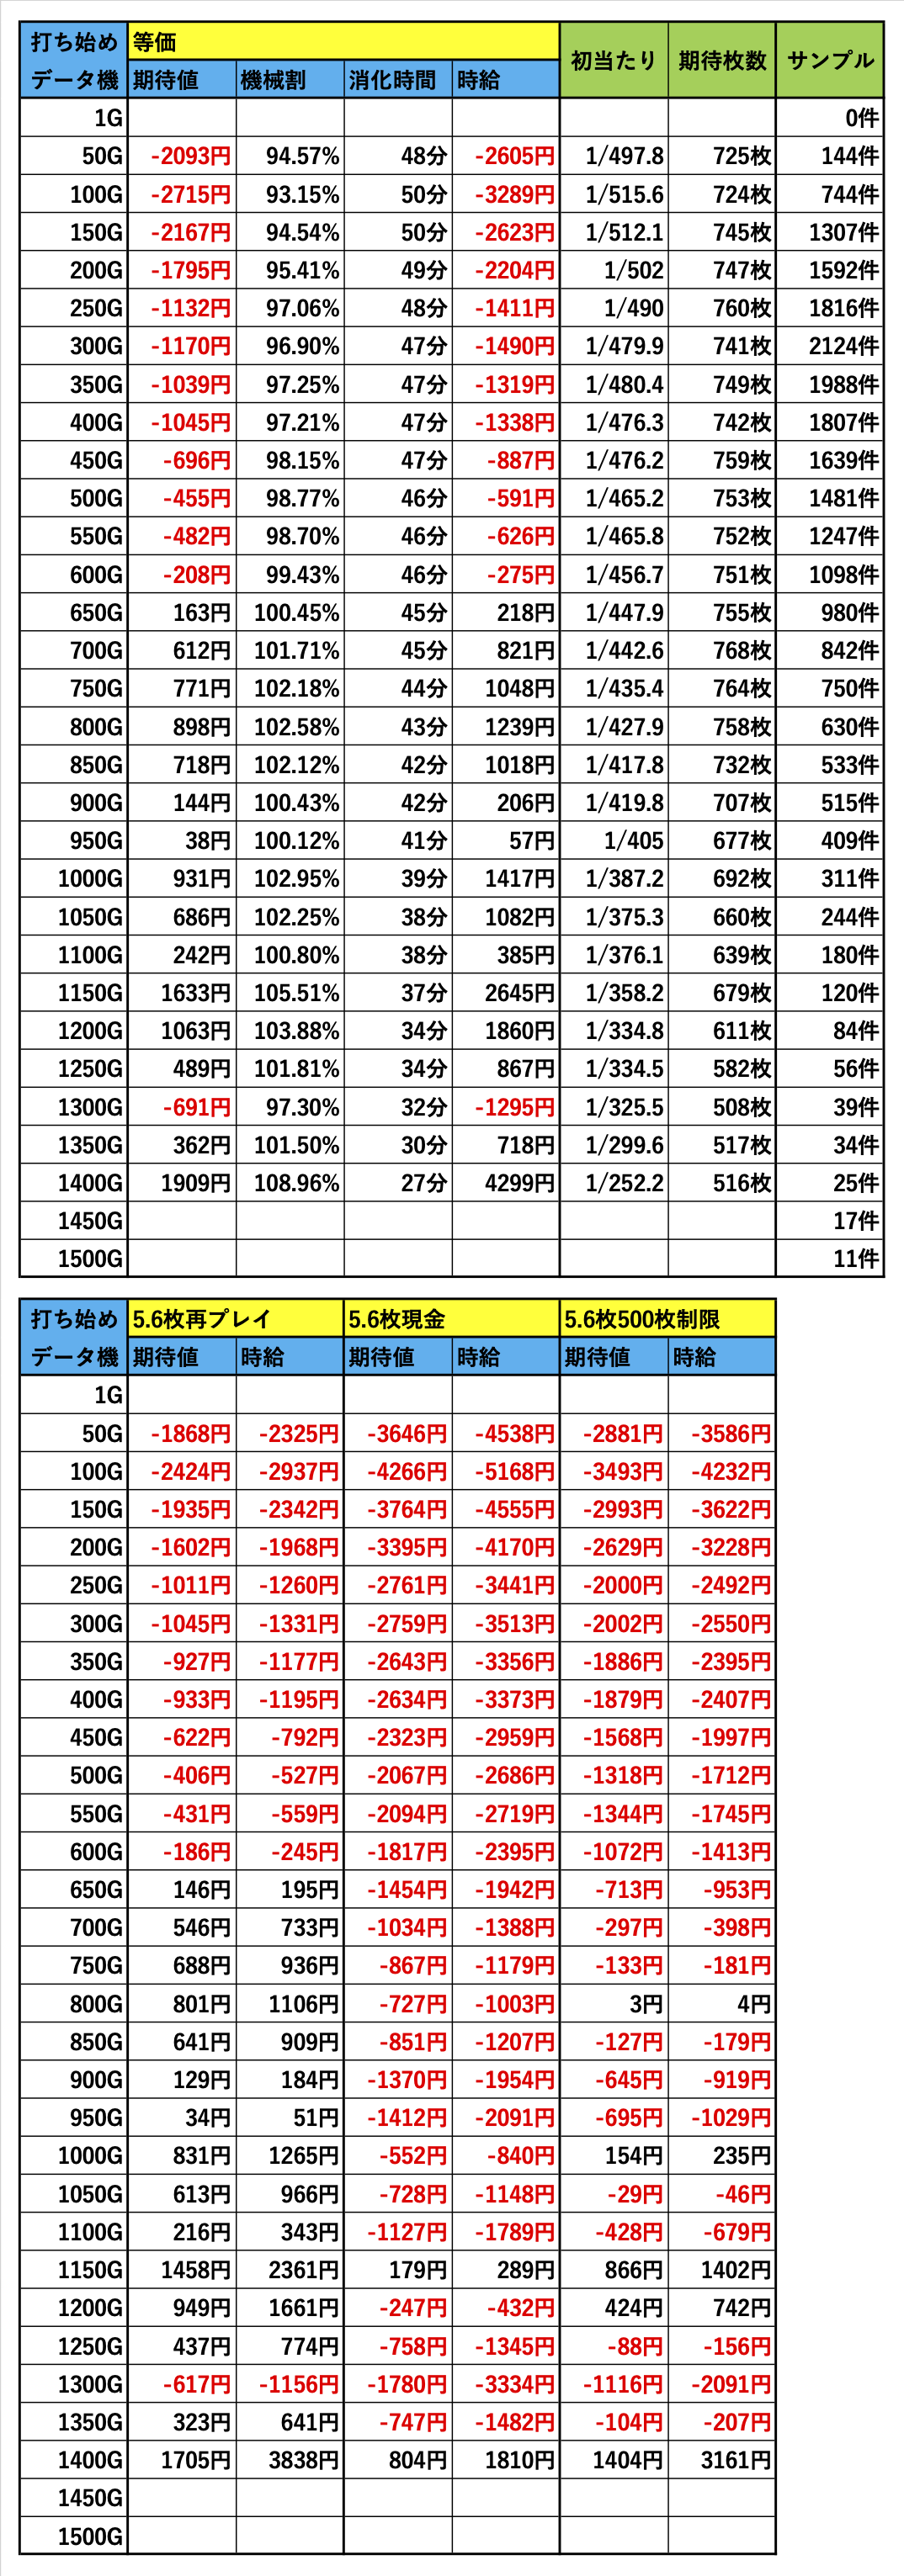 打ち始め 等価 初当たり 期待枚数 サンプル
データ機 期待値 機械割 消化時間 時給
1G 0件
50G -2093円 94.57% 48分 -2605円 1/497.8 725枚 144件
100G -2715円 93.15% 50分 -3289円 1/515.6 724枚 744件
150G -2167円 94.54% 50分 -2623円 1/512.1 745枚 1307件
200G -1795円 95.41% 49分 -2204円 1/502 747枚 1592件
250G -1132円 97.06% 48分 -1411円 1/490 760枚 1816件
300G -1170円 96.90% 47分 -1490円 1/479.9 741枚 2124件
350G -1039円 97.25% 47分 -1319円 1/480.4 749枚 1988件
400G -1045円 97.21% 47分 -1338円 1/476.3 742枚 1807件
450G -696円 98.15% 47分 -887円 1/476.2 759枚 1639件
500G -455円 98.77% 46分 -591円 1/465.2 753枚 1481件
550G -482円 98.70% 46分 -626円 1/465.8 752枚 1247件
600G -208円 99.43% 46分 -275円 1/456.7 751枚 1098件
650G 163円 100.45% 45分 218円 1/447.9 755枚 980件
700G 612円 101.71% 45分 821円 1/442.6 768枚 842件
750G 771円 102.18% 44分 1048円 1/435.4 764枚 750件
800G 898円 102.58% 43分 1239円 1/427.9 758枚 630件
850G 718円 102.12% 42分 1018円 1/417.8 732枚 533件
900G 144円 100.43% 42分 206円 1/419.8 707枚 515件
950G 38円 100.12% 41分 57円 1/405 677枚 409件
1000G 931円 102.95% 39分 1417円 1/387.2 692枚 311件
1050G 686円 102.25% 38分 1082円 1/375.3 660枚 244件
1100G 242円 100.80% 38分 385円 1/376.1 639枚 180件
1150G 1633円 105.51% 37分 2645円 1/358.2 679枚 120件
1200G 1063円 103.88% 34分 1860円 1/334.8 611枚 84件
1250G 489円 101.81% 34分 867円 1/334.5 582枚 56件
1300G -691円 97.30% 32分 -1295円 1/325.5 508枚 39件
1350G 362円 101.50% 30分 718円 1/299.6 517枚 34件
1400G 1909円 108.96% 27分 4299円 1/252.2 516枚 25件
1450G 17件
1500G 11件
打ち始め 5.6枚再プレイ 5.6枚現金 5.6枚500枚制限
データ機 期待値 時給 期待値 時給 期待値 時給
1G
50G -1868円 -2325円 -3646円 -4538円 -2881円 -3586円
100G -2424円 -2937円 -4266円 -5168円 -3493円 -4232円
150G -1935円 -2342円 -3764円 -4555円 -2993円 -3622円
200G -1602円 -1968円 -3395円 -4170円 -2629円 -3228円
250G -1011円 -1260円 -2761円 -3441円 -2000円 -2492円
300G -1045円 -1331円 -2759円 -3513円 -2002円 -2550円
350G -927円 -1177円 -2643円 -3356円 -1886円 -2395円
400G -933円 -1195円 -2634円 -3373円 -1879円 -2407円
450G -622円 -792円 -2323円 -2959円 -1568円 -1997円
500G -406円 -527円 -2067円 -2686円 -1318円 -1712円
550G -431円 -559円 -2094円 -2719円 -1344円 -1745円
600G -186円 -245円 -1817円 -2395円 -1072円 -1413円
650G 146円 195円 -1454円 -1942円 -713円 -953円
700G 546円 733円 -1034円 -1388円 -297円 -398円
750G 688円 936円 -867円 -1179円 -133円 -181円
800G 801円 1106円 -727円 -1003円 3円 4円
850G 641円 909円 -851円 -1207円 -127円 -179円
900G 129円 184円 -1370円 -1954円 -645円 -919円
950G 34円 51円 -1412円 -2091円 -695円 -1029円
1000G 831円 1265円 -552円 -840円 154円 235円
1050G 613円 966円 -728円 -1148円 -29円 -46円
1100G 216円 343円 -1127円 -1789円 -428円 -679円
1150G 1458円 2361円 179円 289円 866円 1402円
1200G 949円 1661円 -247円 -432円 424円 742円
1250G 437円 774円 -758円 -1345円 -88円 -156円
1300G -617円 -1156円 -1780円 -3334円 -1116円 -2091円
1350G 323円 641円 -747円 -1482円 -104円 -207円
1400G 1705円 3838円 804円 1810円 1404円 3161円
1450G
1500G